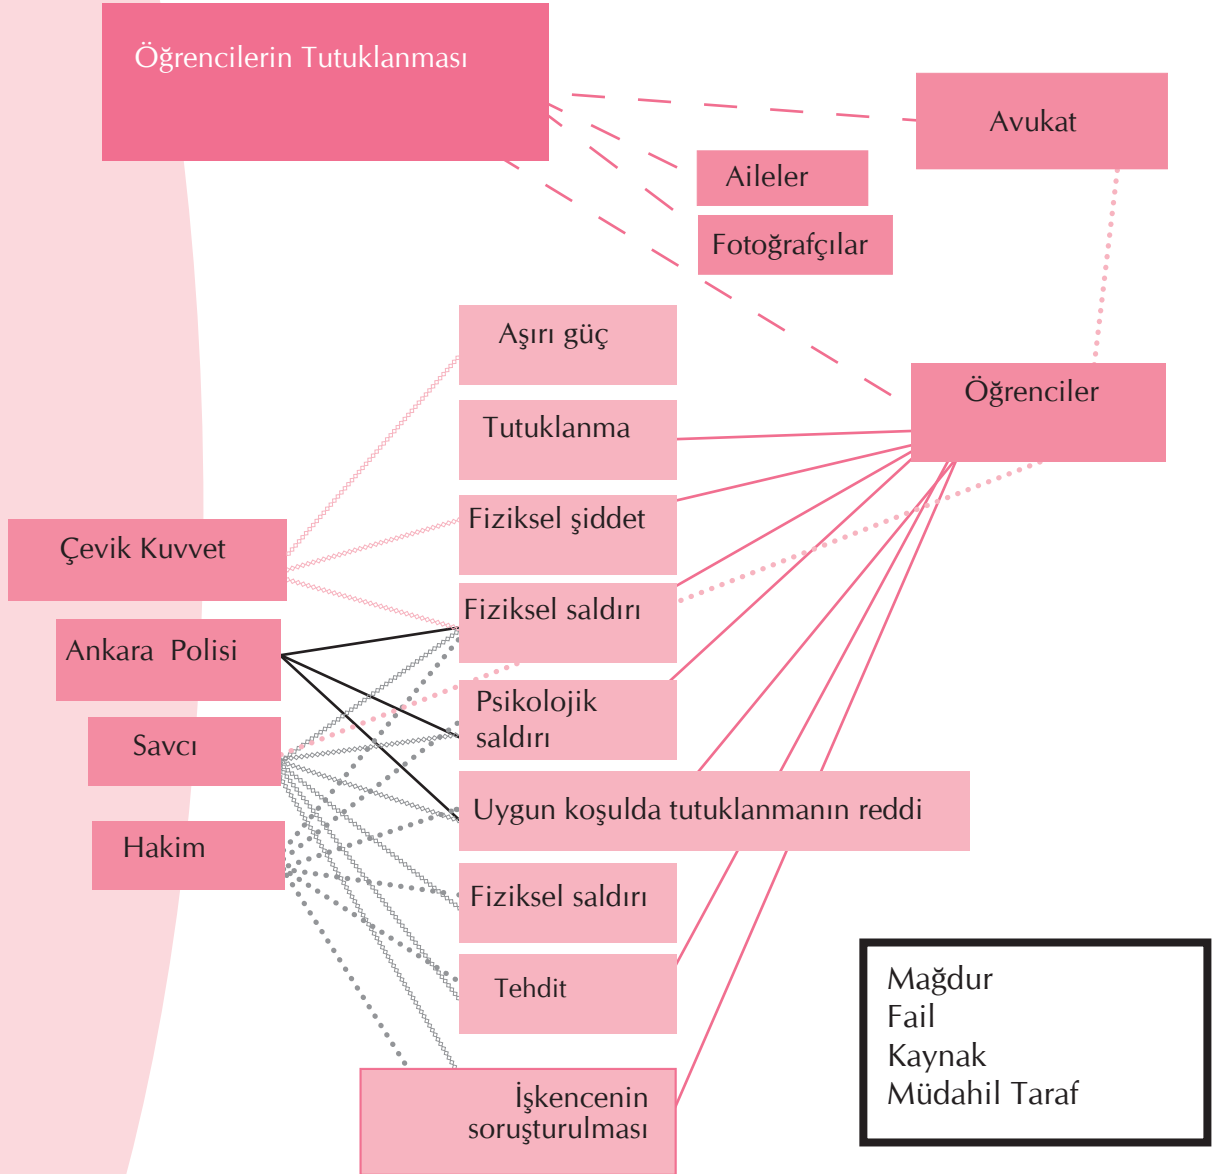 Öğrencilerin Tutuklanması
Avukat
Aileler
Fotoğrafçılar
Aşırı güç
Öğrenciler
Tutuklanma
Fiziksel şiddet
Çevik Kuvvet
Fiziksel saldırı
Ankara Polisi
Psikolojik
saldırı
Savcı
Uygun koşulda tutuklanmanın reddi
Hakim
Fiziksel saldırı
Tehdit
İşkencenin
soruşturulması
Mağdur
Fail
Kaynak
Müdahil Taraf